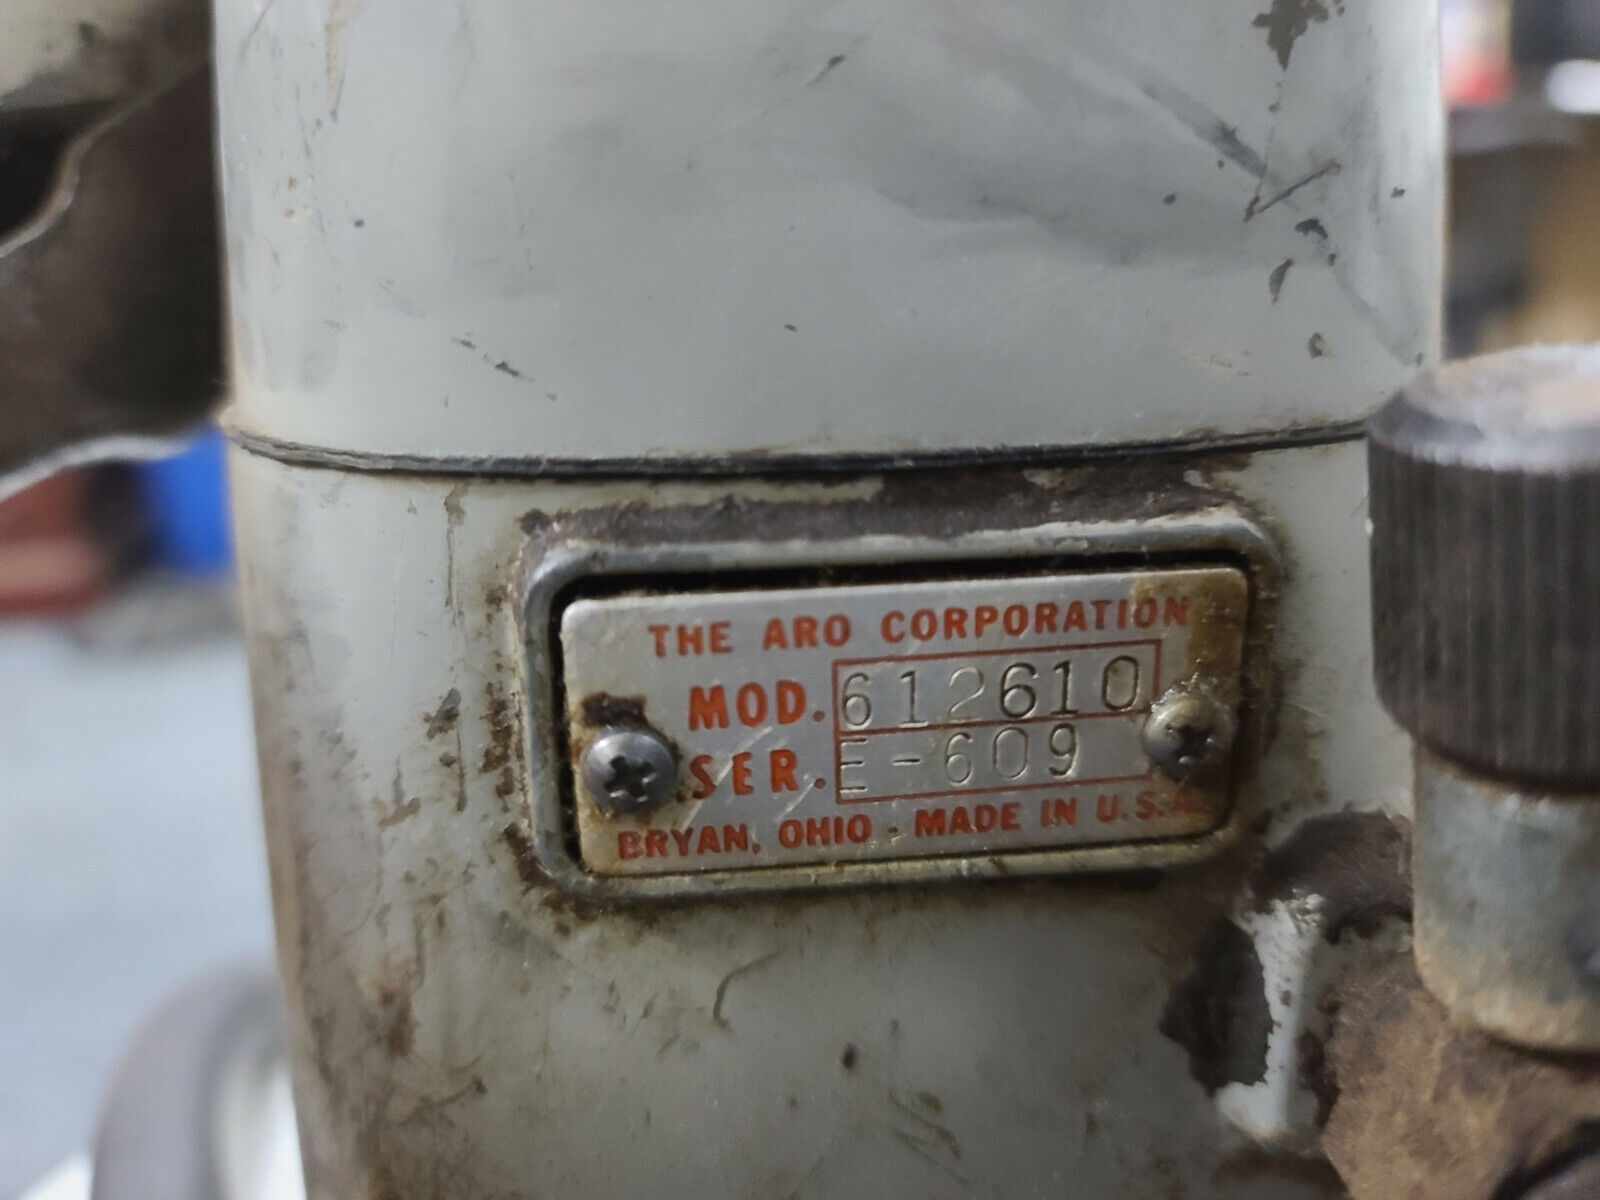 THE ARO CORPORATION
MOD. 612610
SER. E-609
BRYAN, OHIO - MADE IN U.S.A.